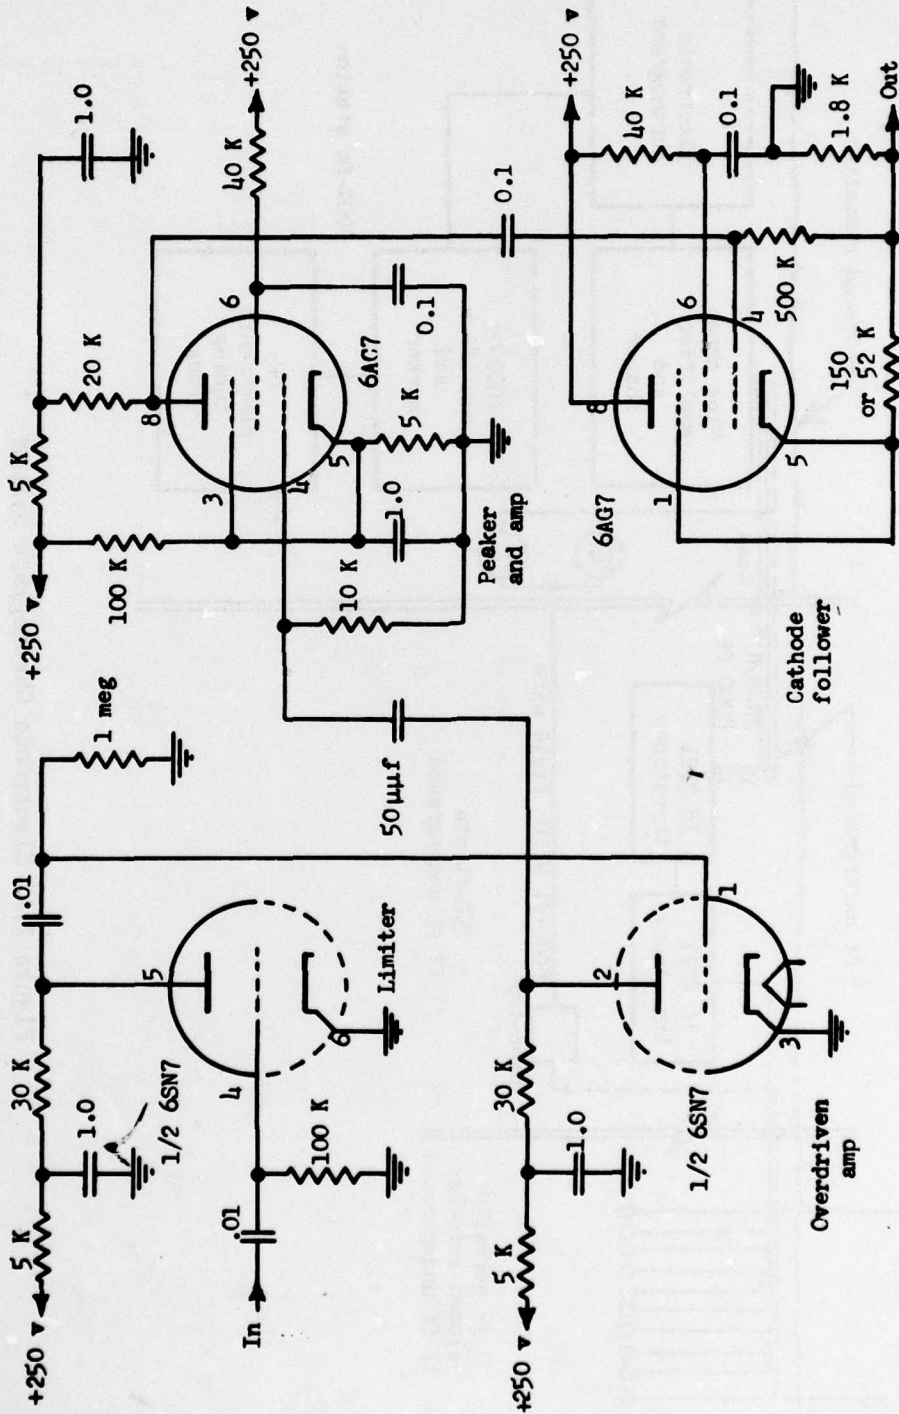 +250 v
5 K
30 K
.01
1 meg
1.0
1/2 6SN7
5
4
6
Limiter
In
.01
100 K
+250 v
5 K
20 K
1.0
100 K
8
3
6
4
5
40 K
+250 v
6AC7
10 K
1.0
5 K
0.1
Peaker
and amp
50 μμf
0.1
+250 v
5 K
30 K
1.0
1/2 6SN7
2
1
3
Overdriven
amp
6AG7
8
1
6
4
5
+250 v
40 K
0.1
500 K
1.8 K
150
or 52 K
Cathode
follower
Out